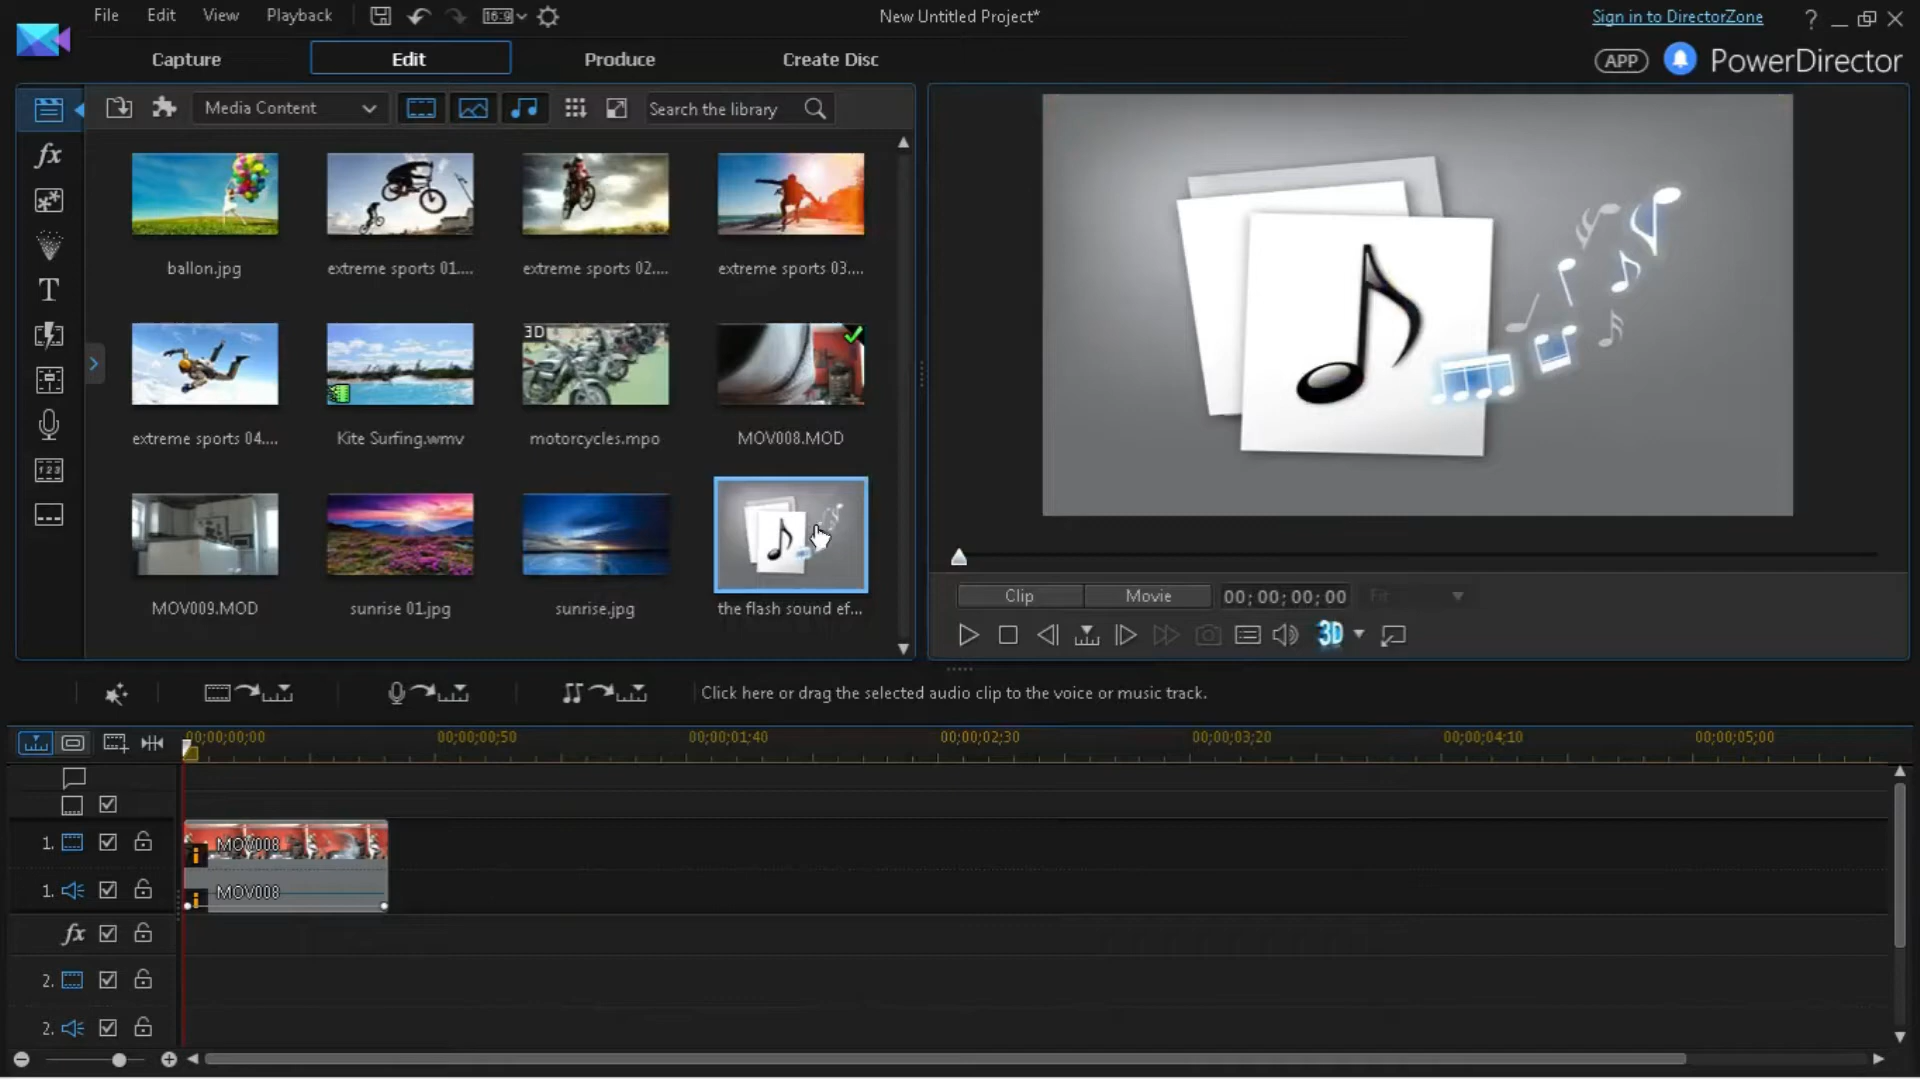 File Edit View Playback 16:9 New Untitled Project* Sign in to DirectorZone ?
Capture Edit Produce Create Disc APP PowerDirector
Media Content Search the library
fx
T
123
ballon.jpg extreme sports 01.... extreme sports 02.... extreme sports 03....
3D
extreme sports 04.... Kite Surfing.wmv motorcycles.mpo MOV008.MOD
MOV009.MOD sunrise 01.jpg sunrise.jpg the flash sound ef...
Clip Movie 00;00;00;00 Fit
3D
Click here or drag the selected audio clip to the voice or music track.
00;00;00;00 00;00;00;50 00;00;01;40 00;00;02;30 00;00;03;20 00;00;04;10 00;00;05;00
1. MOV008
1. MOV008
fx
2.
2.